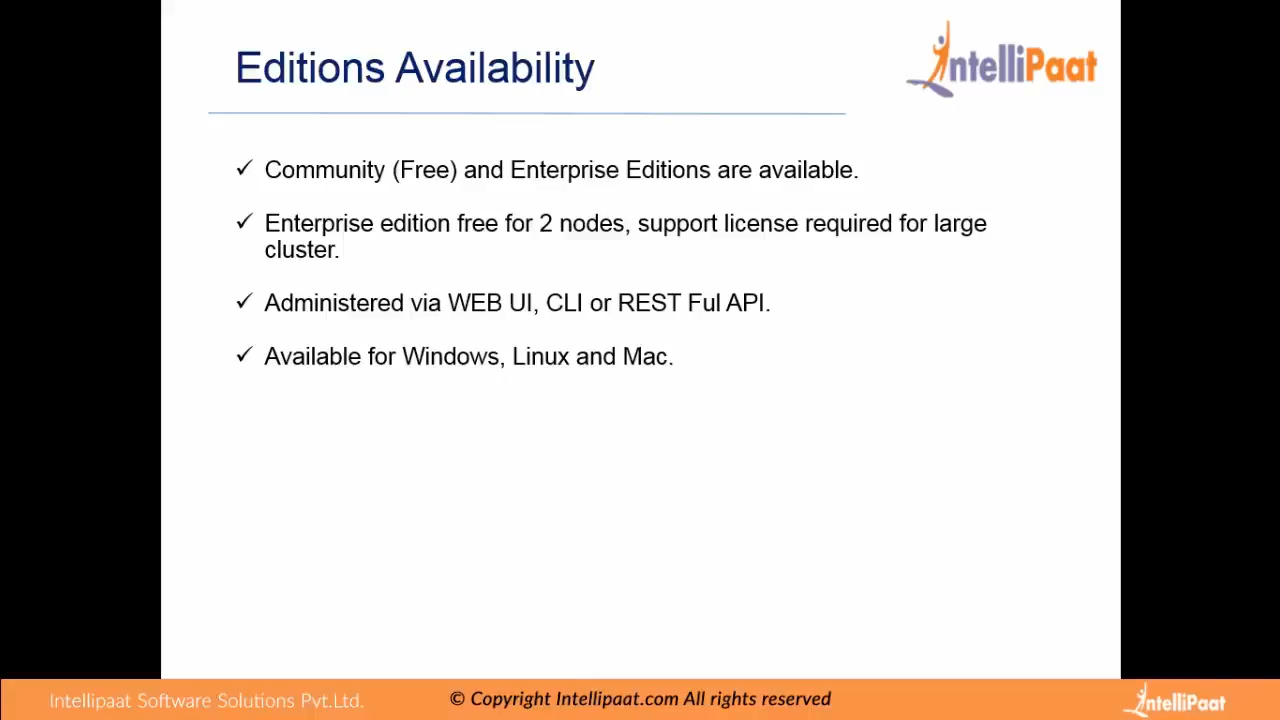 Editions Availability
IntelliPaat
✓ Community (Free) and Enterprise Editions are available.
✓ Enterprise edition free for 2 nodes, support license required for large
cluster.
✓ Administered via WEB UI, CLI or REST Ful API.
✓ Available for Windows, Linux and Mac.
Intellipaat Software Solutions Pvt.Ltd.
© Copyright Intellipaat.com All rights reserved
IntelliPaat